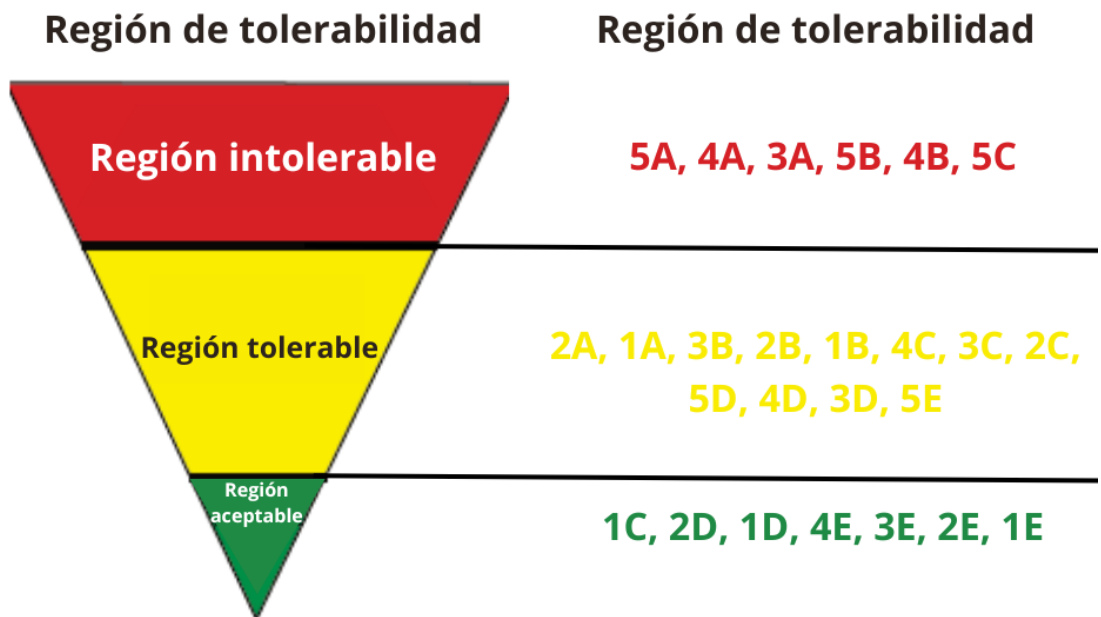 Región de tolerabilidad
Región de tolerabilidad
Región intolerable
5A, 4A, 3A, 5B, 4B, 5C
Región tolerable
2A, 1A, 3B, 2B, 1B, 4C, 3C, 2C,
5D, 4D, 3D, 5E
Región
aceptable
1C, 2D, 1D, 4E, 3E, 2E, 1E